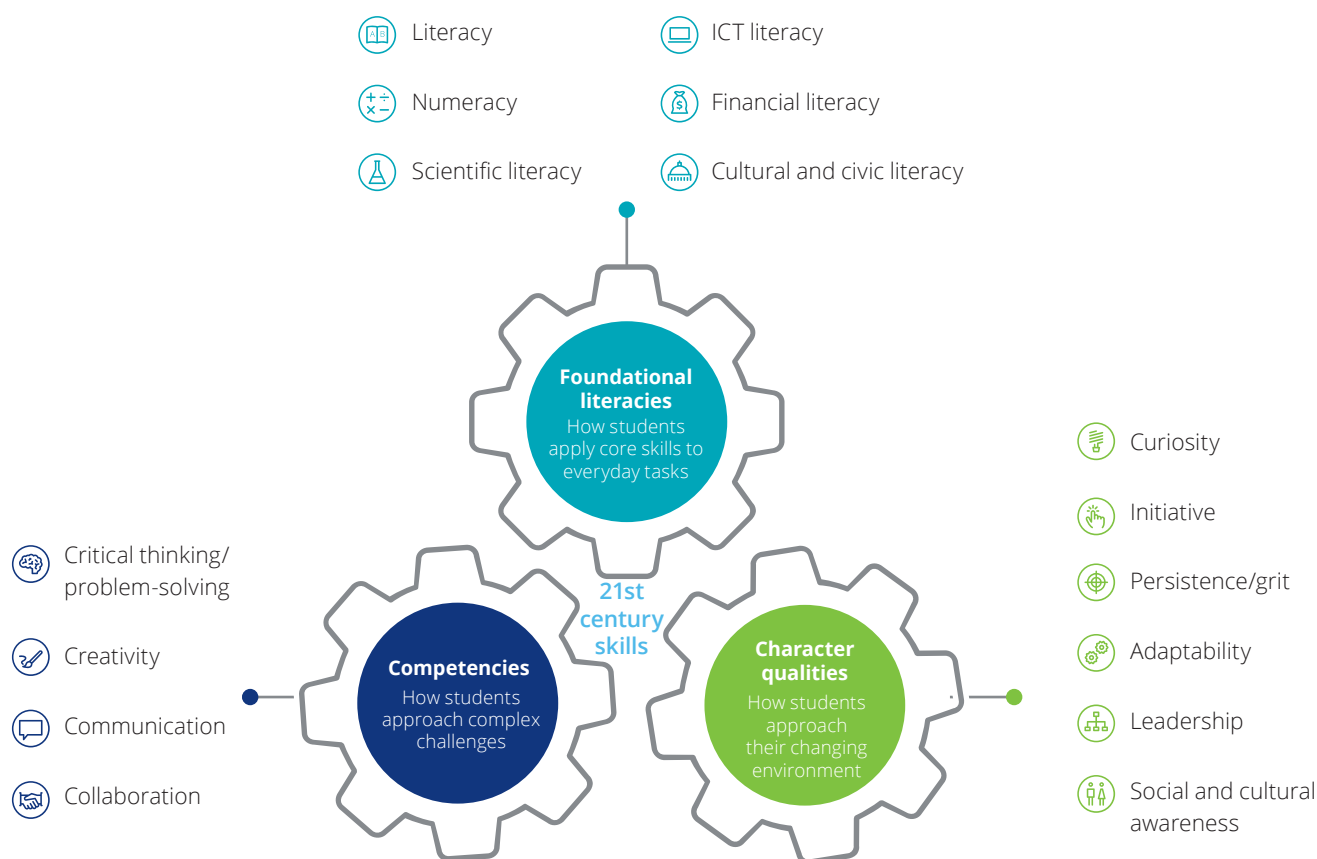 Literacy
ICT literacy
Numeracy
Financial literacy
Scientific literacy
Cultural and civic literacy
Foundational
literacies
How students
apply core skills to
everyday tasks
Critical thinking/
problem-solving
Creativity
Communication
Collaboration
Competencies
How students
approach complex
challenges
21st
century
skills
Character
qualities
How students
approach
their changing
environment
Curiosity
Initiative
Persistence/grit
Adaptability
Leadership
Social and cultural
awareness